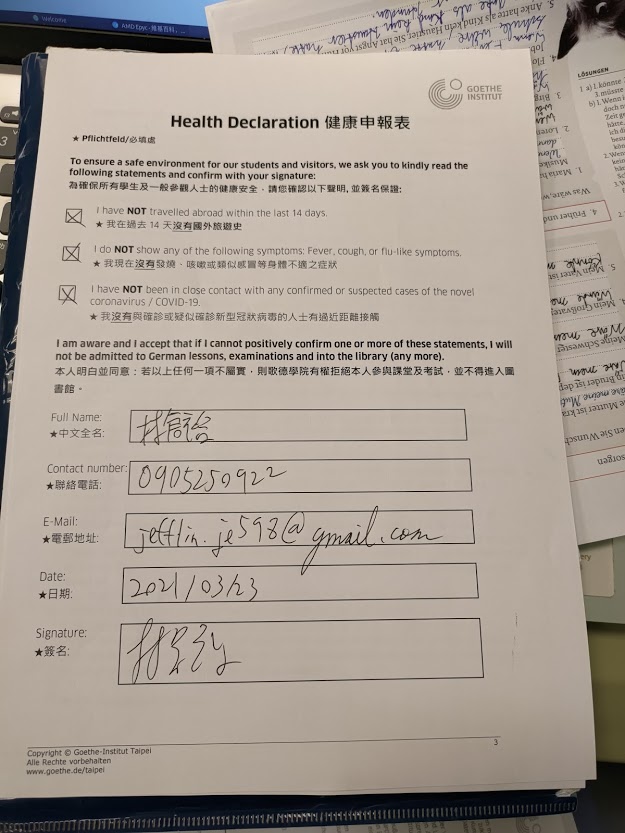 Welcome
GOETHE
INSTITUT
Health Declaration 健康申報表
★ Pflichtfeld/必填處
To ensure a safe environment for our students and visitors, we ask you to kindly read the
following statements and confirm with your signature:
為確保所有學生及一般參觀人士的健康安全,請您確認以下聲明,並簽名保證:
I have NOT travelled abroad within the last 14 days.
★ 我在過去 14 天沒有國外旅遊史
I do NOT show any of the following symptoms: Fever, cough, or flu-like symptoms.
★ 我現在沒有發燒、咳嗽或類似感冒等身體不適之症狀
I have NOT been in close contact with any confirmed or suspected cases of the novel
coronavirus / COVID-19.
★ 我沒有與確診或疑似確診新型冠狀病毒的人士有過近距離接觸
I am aware and I accept that if I cannot positively confirm one or more of these statements, I will
not be admitted to German lessons, examinations and into the library (any more).
本人明白並同意:若以上任何一項不屬實,則歌德學院有權拒絕本人參與課堂及考試,並不得進入圖
書館。
Full Name:
★中文全名: 林
Contact number:
★聯絡電話: 0905250922
E-Mail:
★電郵地址: jefflin.je598@gmail.com
Date:
★日期: 2021/03/23
Signature:
★簽名:
3
Copyright © Goethe-Institut Taipei
Alle Rechte vorbehalten
www.goethe.de/taipei
LÖSUNGEN
4 Früher und